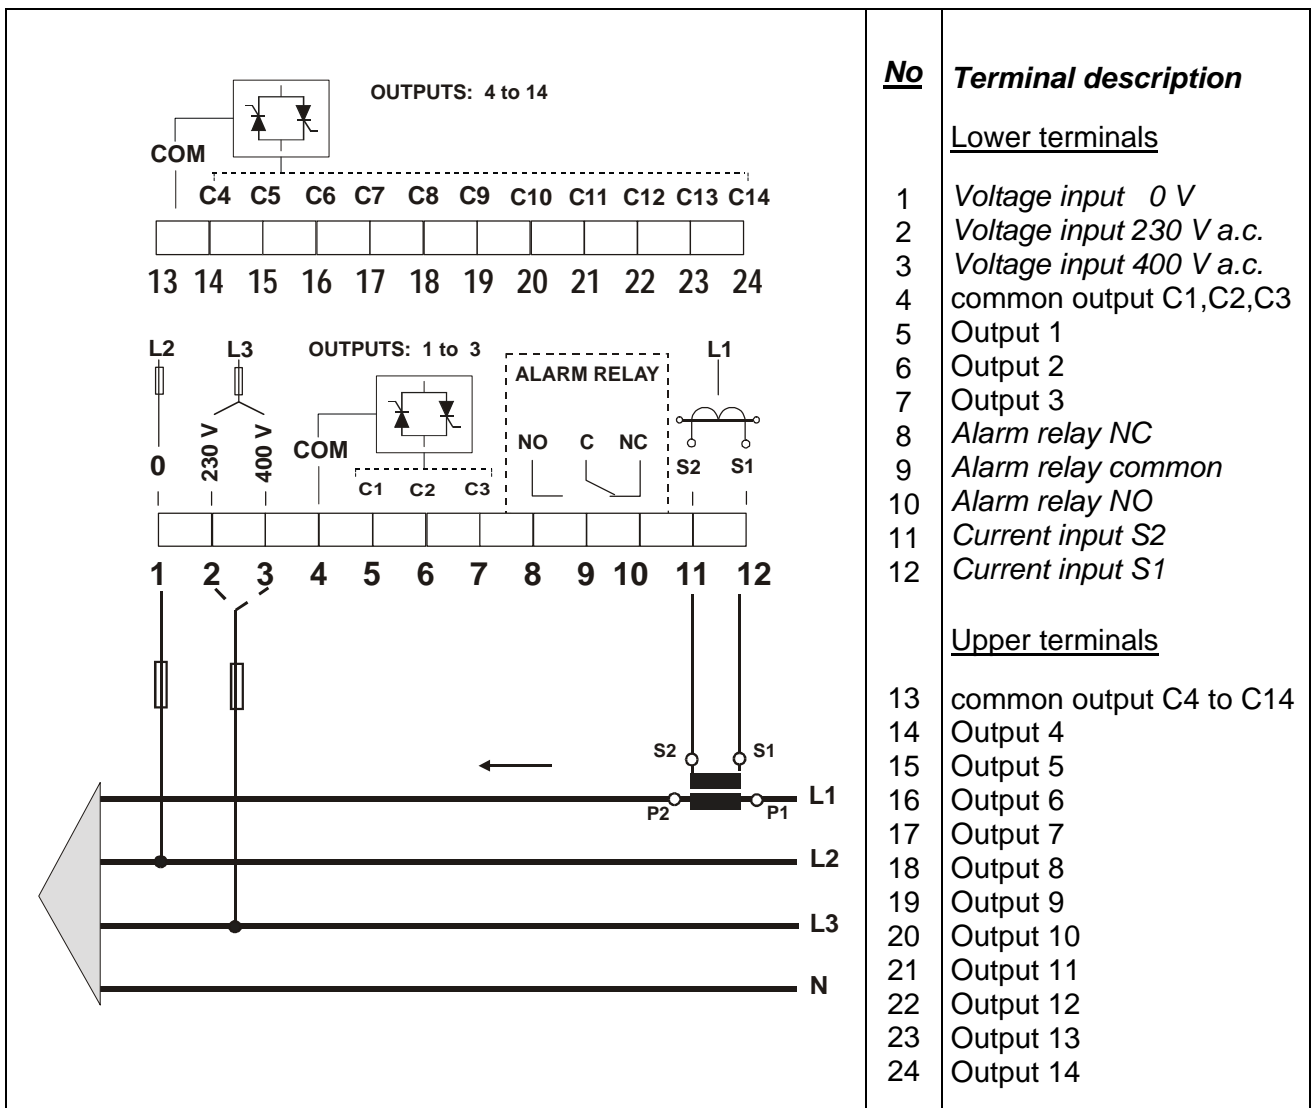 OUTPUTS: 4 to 14
COM
C4 C5 C6 C7 C8 C9 C10 C11 C12 C13 C14
13 14 15 16 17 18 19 20 21 22 23 24
L2 L3 OUTPUTS: 1 to 3 L1
ALARM RELAY
0 230 V 400 V COM NO C NC S2 S1
C1 C2 C3
1 2 3 4 5 6 7 8 9 10 11 12
S2 S1
L1
P2 P1
L2
L3
N
No Terminal description
Lower terminals
1 Voltage input 0 V
2 Voltage input 230 V a.c.
3 Voltage input 400 V a.c.
4 common output C1,C2,C3
5 Output 1
6 Output 2
7 Output 3
8 Alarm relay NC
9 Alarm relay common
10 Alarm relay NO
11 Current input S2
12 Current input S1
Upper terminals
13 common output C4 to C14
14 Output 4
15 Output 5
16 Output 6
17 Output 7
18 Output 8
19 Output 9
20 Output 10
21 Output 11
22 Output 12
23 Output 13
24 Output 14